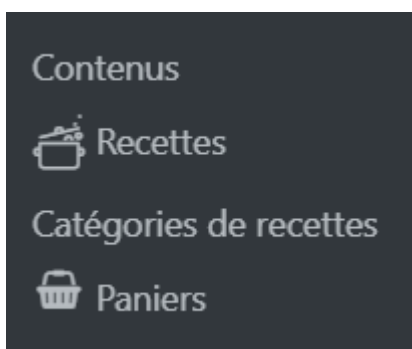 Contenus
Recettes
Catégories de recettes
Paniers